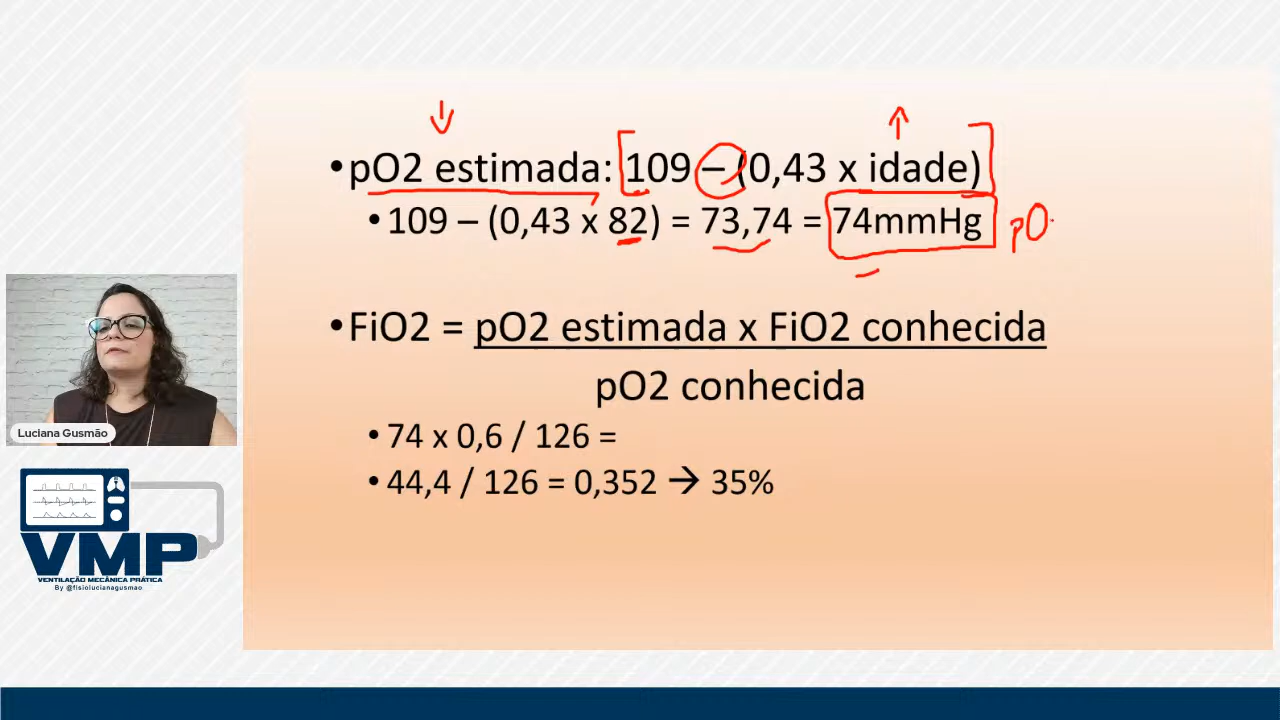 •pO2 estimada: [109 – (0,43 x idade)]
•109 – (0,43 x 82) = 73,74 = 74mmHg pO
•FiO2 = pO2 estimada x FiO2 conhecida
pO2 conhecida
•74 x 0,6 / 126 =
•44,4 / 126 = 0,352 → 35%
Luciana Gusmão
VMP
VENTILAÇÃO MECÂNICA PRÁTICA
By @fisiolucianagusmao